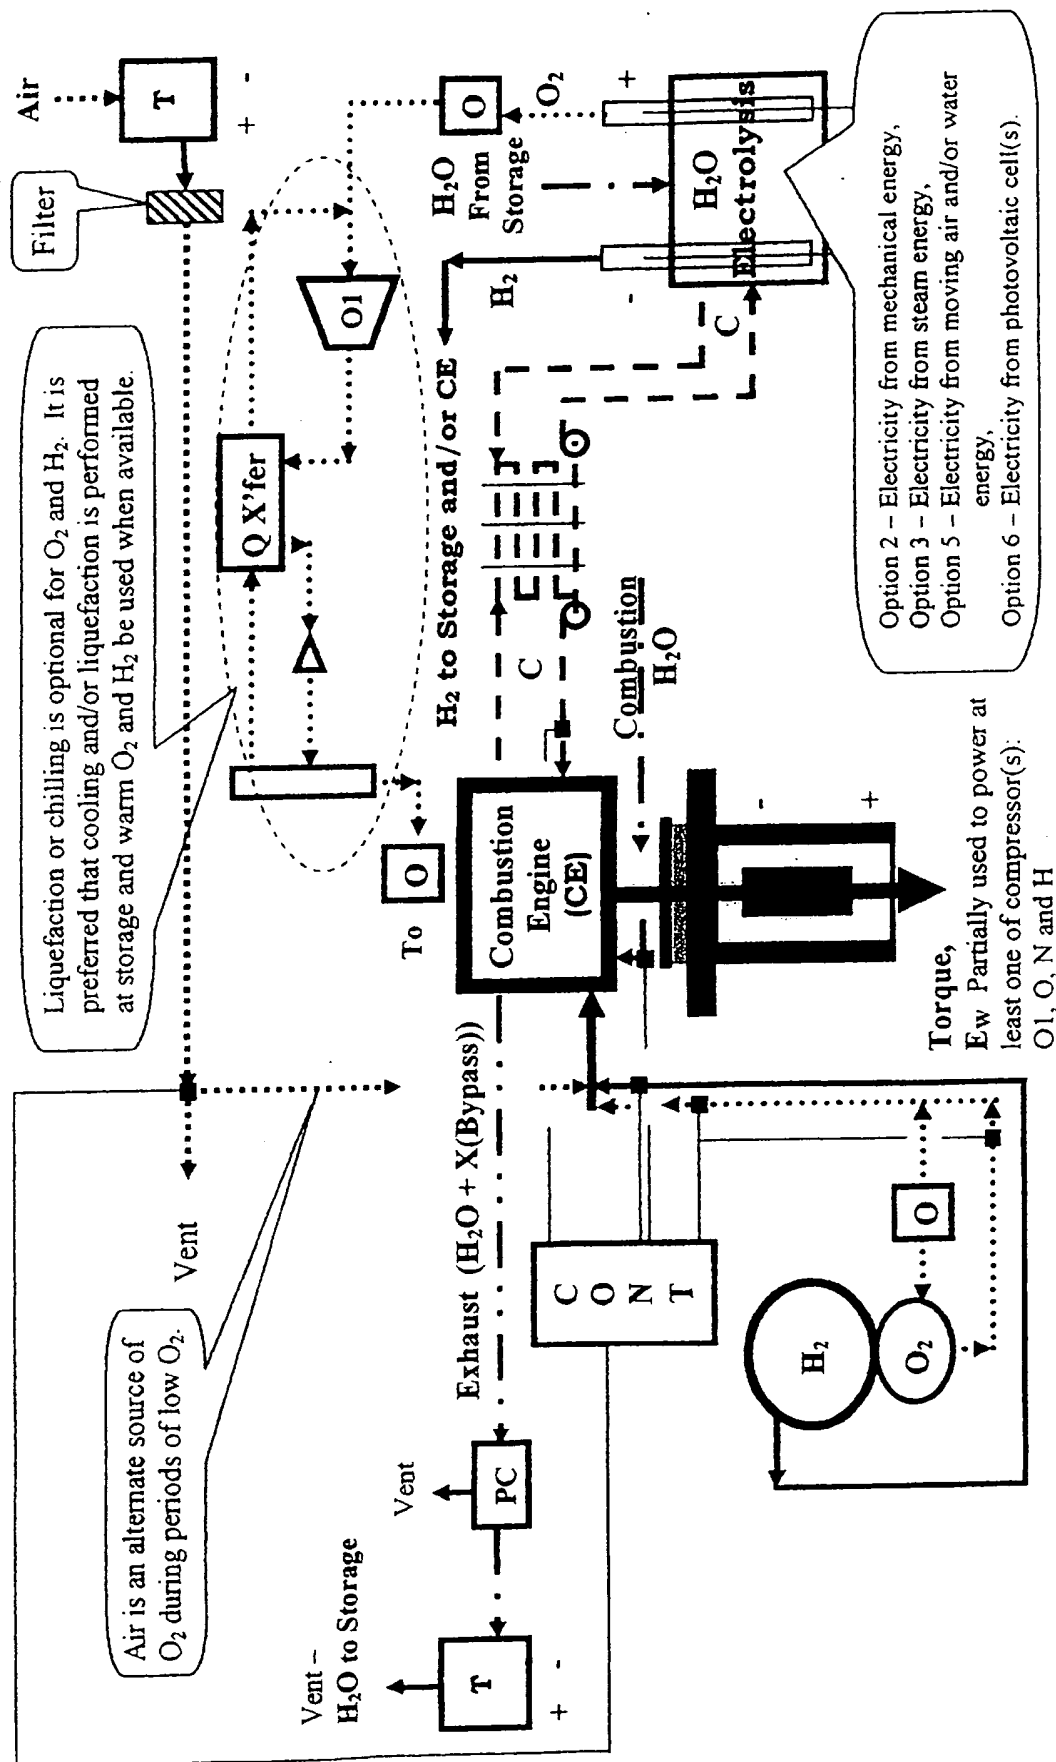 Air is an alternate source of
O₂ during periods of low O₂.
Liquefaction or chilling is optional for O₂ and H₂. It is
preferred that cooling and/or liquefaction is performed
at storage and warm O₂ and H₂ be used when available.
Filter
Air
T
+ -
Vent
Q X'fer
O1
To
O
H₂O
From
Storage
O
O₂
H₂ to Storage and/or CE
H₂
- +
H₂O
Electrolysis
C
C
Vent –
H₂O to Storage
T
+ -
Vent
PC
Exhaust (H₂O + X(Bypass))
Combustion
Engine
(CE)
Combustion
H₂O
C
O
N
T
H₂
O₂
O
-
+
Torque,
Ew Partially used to power at
least one of compressor(s):
O1, O, N and H
Option 2 – Electricity from mechanical energy,
Option 3 – Electricity from steam energy,
Option 5 – Electricity from moving air and/or water
energy,
Option 6 – Electricity from photovoltaic cell(s).